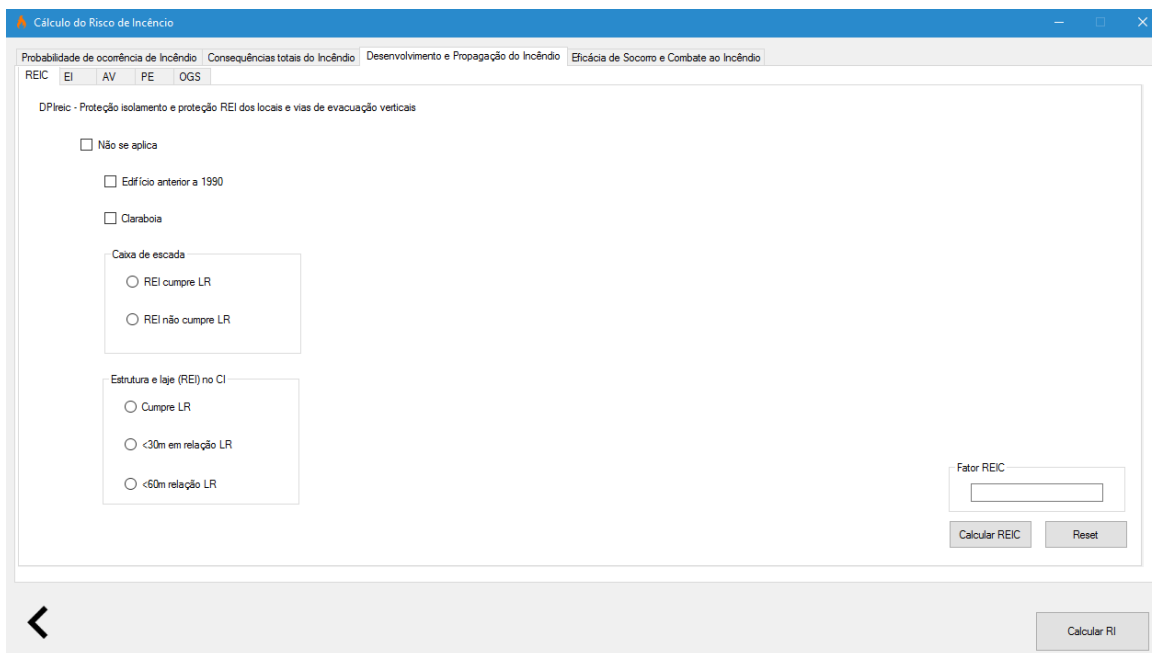 Cálculo do Risco de Incêncio
Probabilidade de ocorrência de Incêndio Consequências totais do Incêndio Desenvolvimento e Propagação do Incêndio Eficácia de Socorro e Combate ao Incêndio
REIC EI AV PE OGS
DPIreic - Proteção isolamento e proteção REI dos locais e vias de evacuação verticais
Não se aplica
Edifício anterior a 1990
Claraboia
Caixa de escada
REI cumpre LR
REI não cumpre LR
Estrutura e laje (REI) no CI
Cumpre LR
<30m em relação LR
<60m relação LR
Fator REIC
Calcular REIC Reset
Calcular RI